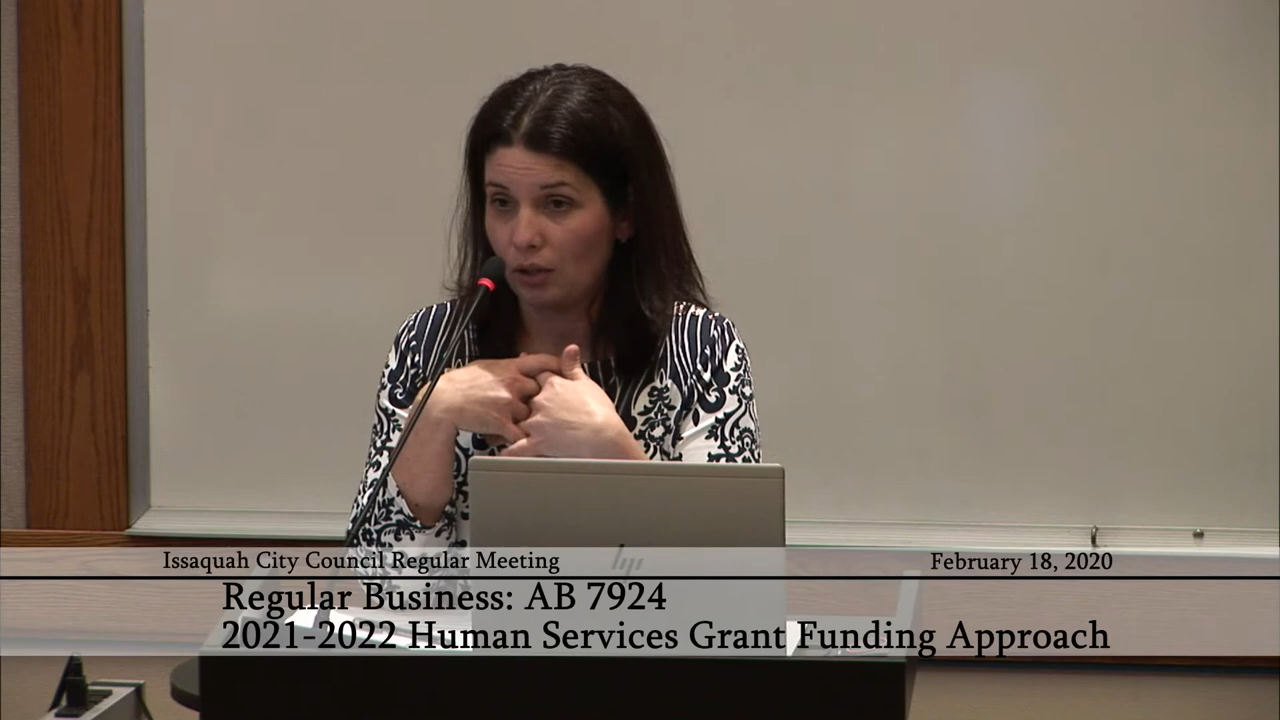 Issaquah City Council Regular Meeting
February 18, 2020
Regular Business: AB 7924
2021-2022 Human Services Grant Funding Approach
hp